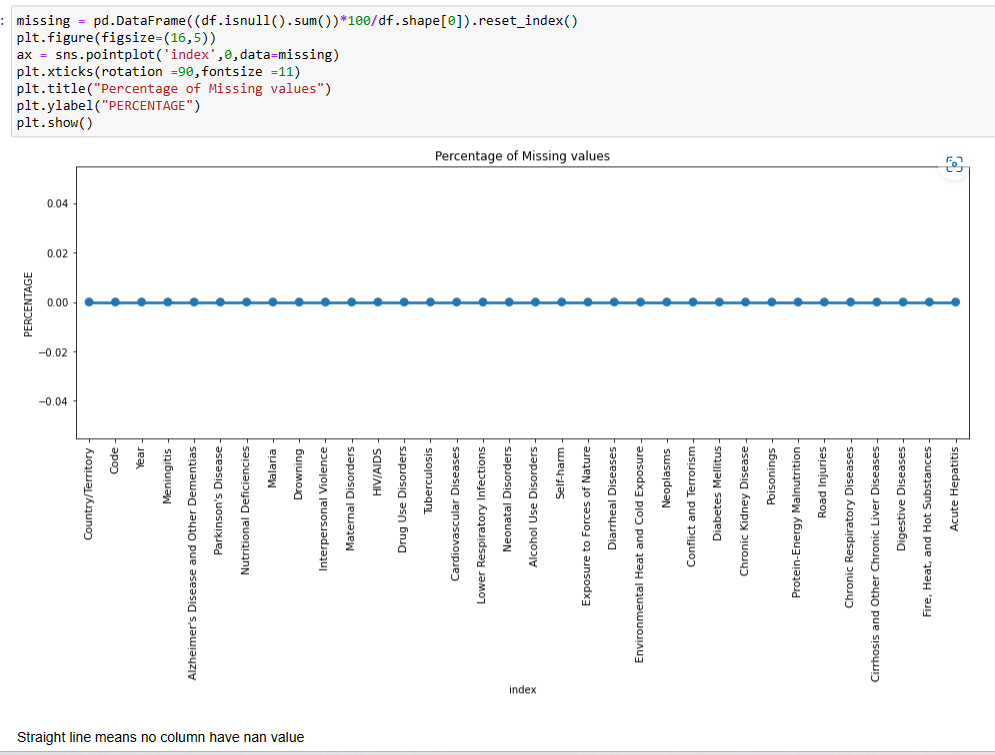 : missing = pd.DataFrame((df.isnull().sum())*100/df.shape[0]).reset_index()
plt.figure(figsize=(16,5))
ax = sns.pointplot('index',0,data=missing)
plt.xticks(rotation =90,fontsize =11)
plt.title("Percentage of Missing values")
plt.ylabel("PERCENTAGE")
plt.show()
Percentage of Missing values
0.04
0.02
0.00
−0.02
−0.04
PERCENTAGE
Country/Territory
Code
Year
Meningitis
Alzheimer's Disease and Other Dementias
Parkinson's Disease
Nutritional Deficiencies
Malaria
Drowning
Interpersonal Violence
Maternal Disorders
HIV/AIDS
Drug Use Disorders
Tuberculosis
Cardiovascular Diseases
Lower Respiratory Infections
Neonatal Disorders
Alcohol Use Disorders
Self-harm
Exposure to Forces of Nature
Diarrheal Diseases
Environmental Heat and Cold Exposure
Neoplasms
Conflict and Terrorism
Diabetes Mellitus
Chronic Kidney Disease
Poisonings
Protein-Energy Malnutrition
Road Injuries
Chronic Respiratory Diseases
Cirrhosis and Other Chronic Liver Diseases
Digestive Diseases
Fire, Heat, and Hot Substances
Acute Hepatitis
index
Straight line means no column have nan value